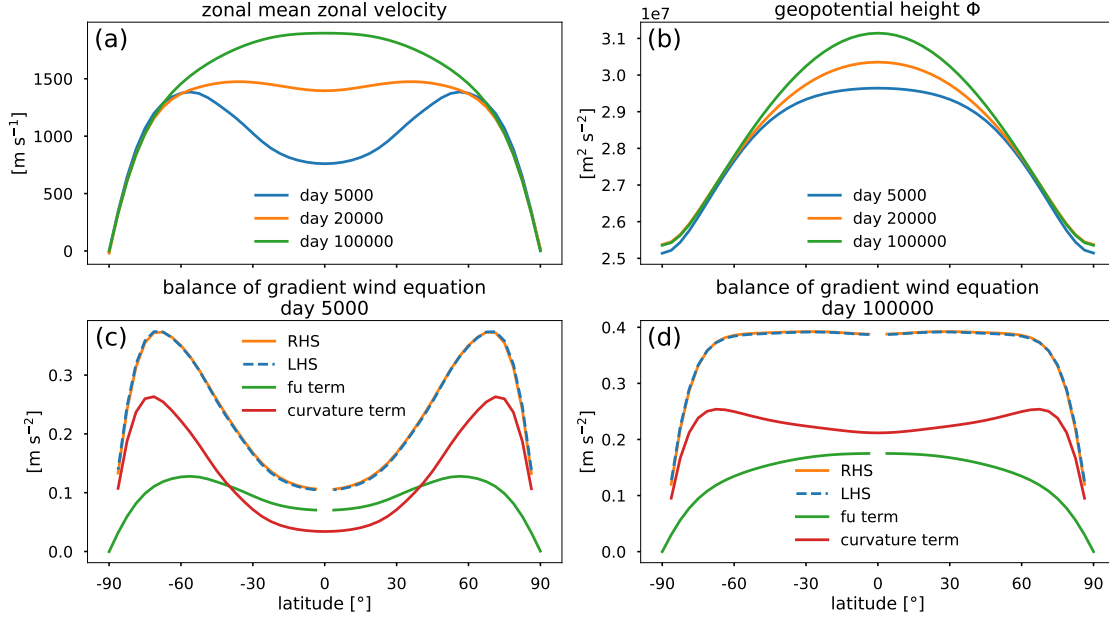 zonal mean zonal velocity
(a)
[m s⁻¹]
1500
1000
500
0
day 5000
day 20000
day 100000
geopotential height Φ
1e7
(b)
[m² s⁻²]
3.1
3.0
2.9
2.8
2.7
2.6
2.5
day 5000
day 20000
day 100000
balance of gradient wind equation
day 5000
(c)
[m s⁻²]
0.3
0.2
0.1
0.0
RHS
LHS
fu term
curvature term
-90 -60 -30 0 30 60 90
latitude [°]
balance of gradient wind equation
day 100000
(d)
[m s⁻²]
0.4
0.3
0.2
0.1
0.0
RHS
LHS
fu term
curvature term
-90 -60 -30 0 30 60 90
latitude [°]